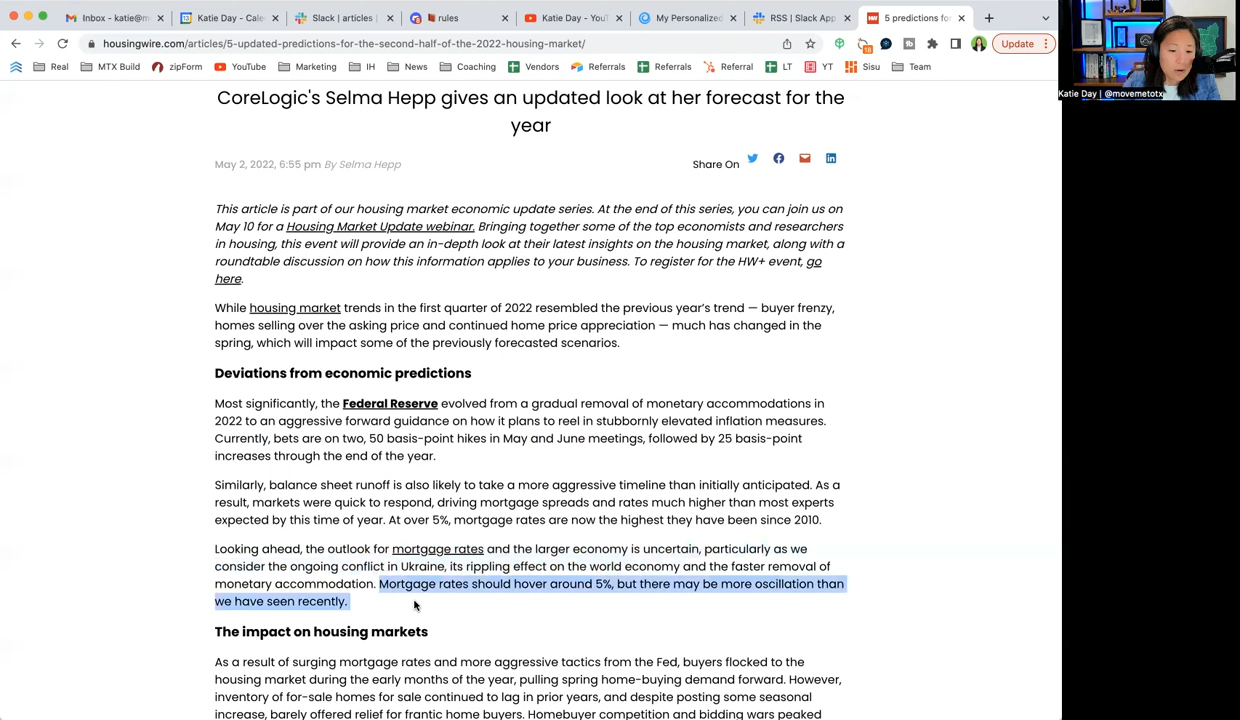 Inbox - katie@m
Katie Day - Cale
Slack | articles |
rules
Katie Day - YouT
My Personalized
RSS | Slack App
5 predictions fo
housingwire.com/articles/5-updated-predictions-for-the-second-half-of-the-2022-housing-market/
Update
Real
MTX Build
zipForm
YouTube
Marketing
IH
News
Coaching
Vendors
Referrals
Referrals
Referral
LT
YT
Sisu
Team
Katie Day | @movemetotx
CoreLogic's Selma Hepp gives an updated look at her forecast for the
year
May 2, 2022, 6:55 pm By Selma Hepp
Share On
This article is part of our housing market economic update series. At the end of this series, you can join us on
May 10 for a Housing Market Update webinar. Bringing together some of the top economists and researchers
in housing, this event will provide an in-depth look at their latest insights on the housing market, along with a
roundtable discussion on how this information applies to your business. To register for the HW+ event, go
here.
While housing market trends in the first quarter of 2022 resembled the previous year's trend — buyer frenzy,
homes selling over the asking price and continued home price appreciation — much has changed in the
spring, which will impact some of the previously forecasted scenarios.
Deviations from economic predictions
Most significantly, the Federal Reserve evolved from a gradual removal of monetary accommodations in
2022 to an aggressive forward guidance on how it plans to reel in stubbornly elevated inflation measures.
Currently, bets are on two, 50 basis-point hikes in May and June meetings, followed by 25 basis-point
increases through the end of the year.
Similarly, balance sheet runoff is also likely to take a more aggressive timeline than initially anticipated. As a
result, markets were quick to respond, driving mortgage spreads and rates much higher than most experts
expected by this time of year. At over 5%, mortgage rates are now the highest they have been since 2010.
Looking ahead, the outlook for mortgage rates and the larger economy is uncertain, particularly as we
consider the ongoing conflict in Ukraine, its rippling effect on the world economy and the faster removal of
monetary accommodation. Mortgage rates should hover around 5%, but there may be more oscillation than
we have seen recently.
The impact on housing markets
As a result of surging mortgage rates and more aggressive tactics from the Fed, buyers flocked to the
housing market during the early months of the year, pulling spring home-buying demand forward. However,
inventory of for-sale homes for sale continued to lag in prior years, and despite posting some seasonal
increase, barely offered relief for frantic home buyers. Homebuyer competition and bidding wars peaked